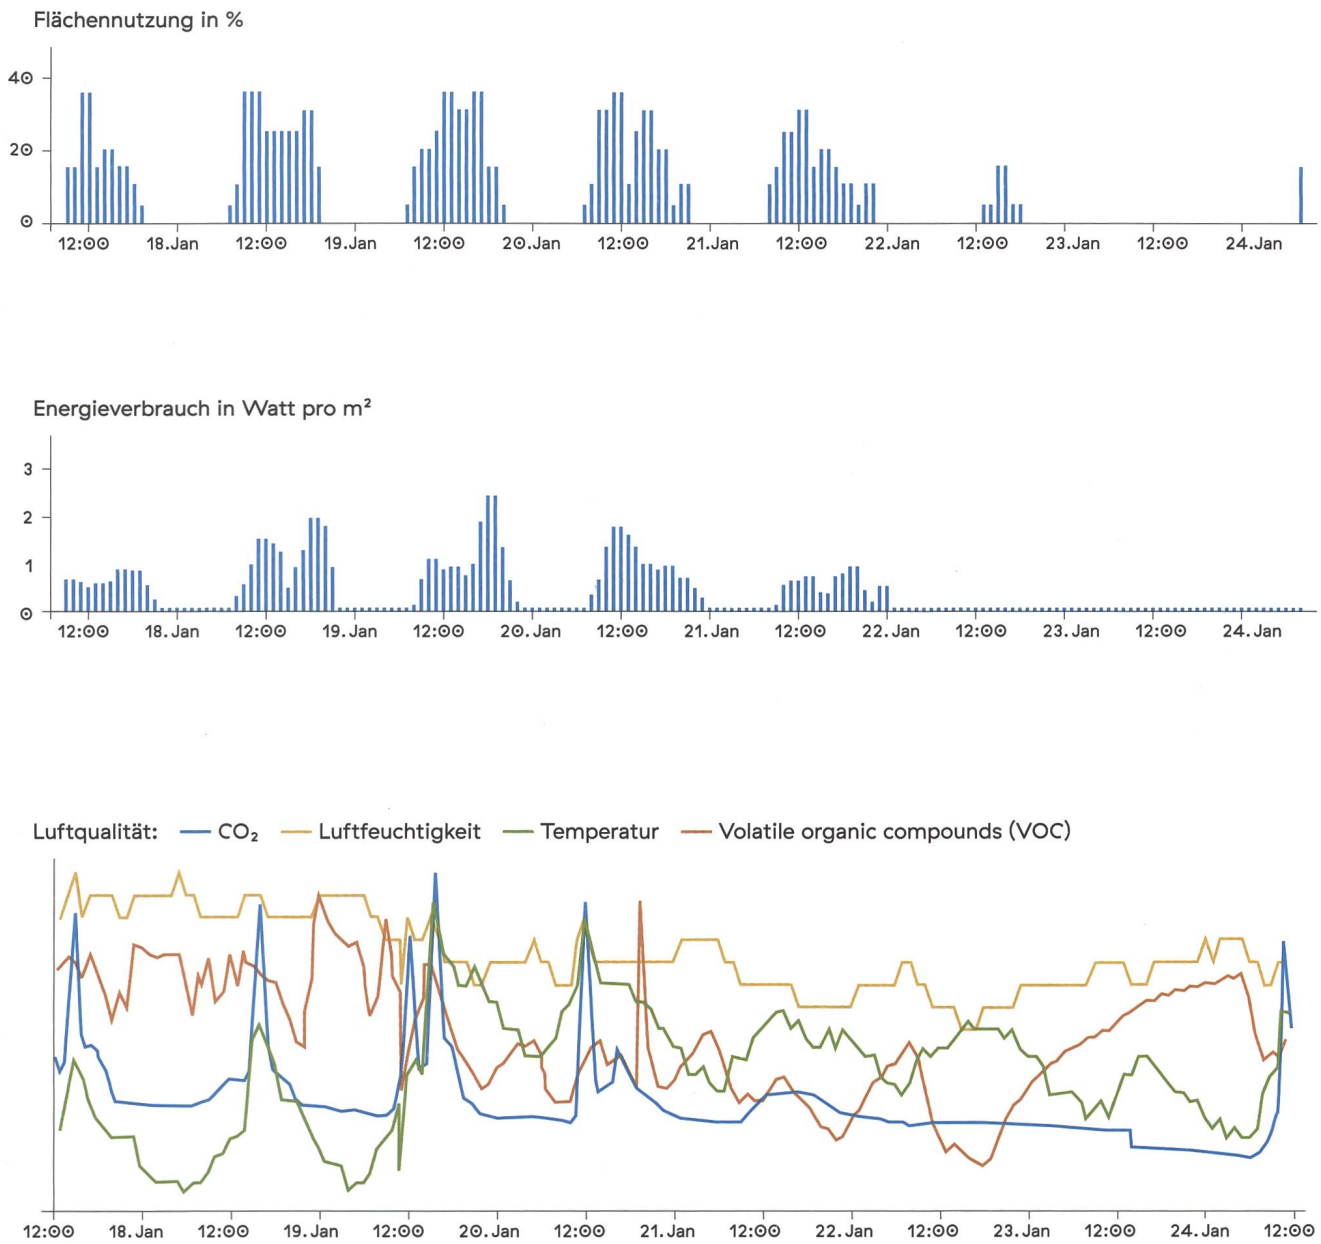 Flächennutzung in %
40
20
0
12:00 18.Jan 12:00 19.Jan 12:00 20.Jan 12:00 21.Jan 12:00 22.Jan 12:00 23.Jan 12:00 24.Jan
Energieverbrauch in Watt pro m²
3
2
1
0
12:00 18.Jan 12:00 19.Jan 12:00 20.Jan 12:00 21.Jan 12:00 22.Jan 12:00 23.Jan 12:00 24.Jan
Luftqualität: CO₂ Luftfeuchtigkeit Temperatur Volatile organic compounds (VOC)
12:00 18.Jan 12:00 19.Jan 12:00 20.Jan 12:00 21.Jan 12:00 22.Jan 12:00 23.Jan 12:00 24.Jan 12:00